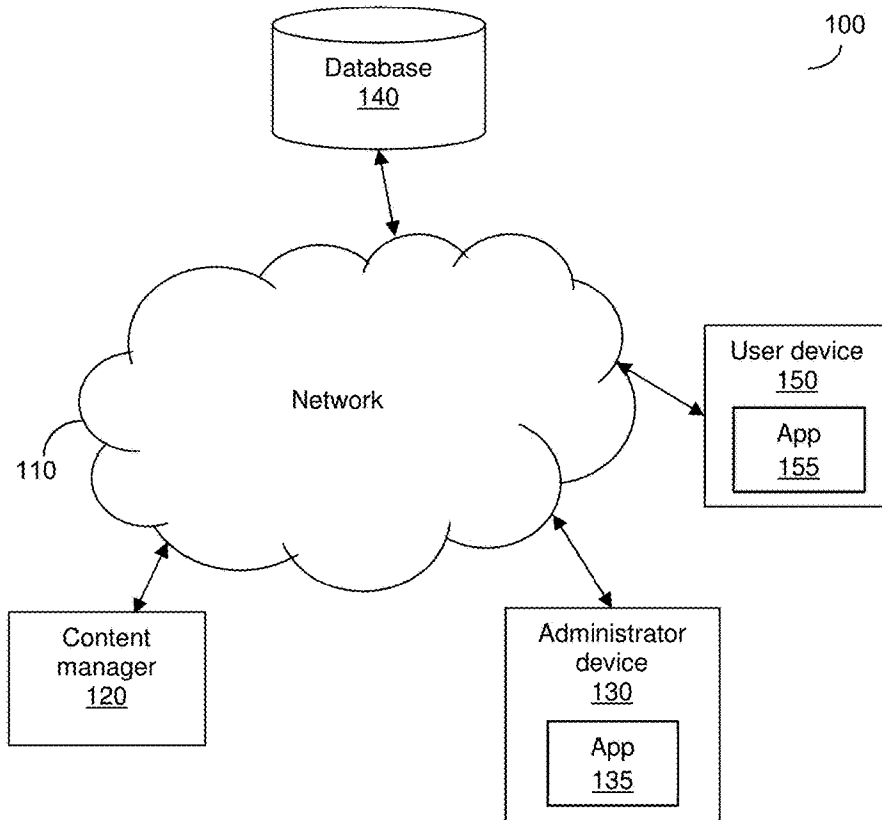 100
Database
140
User device
150
App
155
Network
110
Content
manager
120
Administrator
device
130
App
135